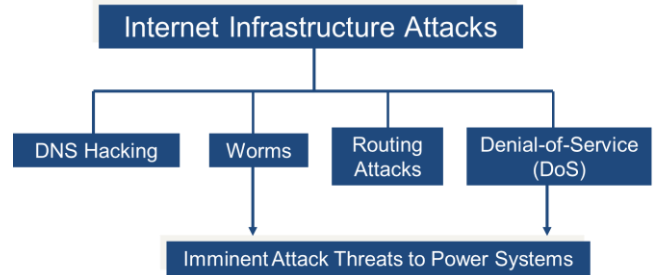 Internet Infrastructure Attacks
DNS Hacking
Worms
Routing
Attacks
Denial-of-Service
(DoS)
Imminent Attack Threats to Power Systems